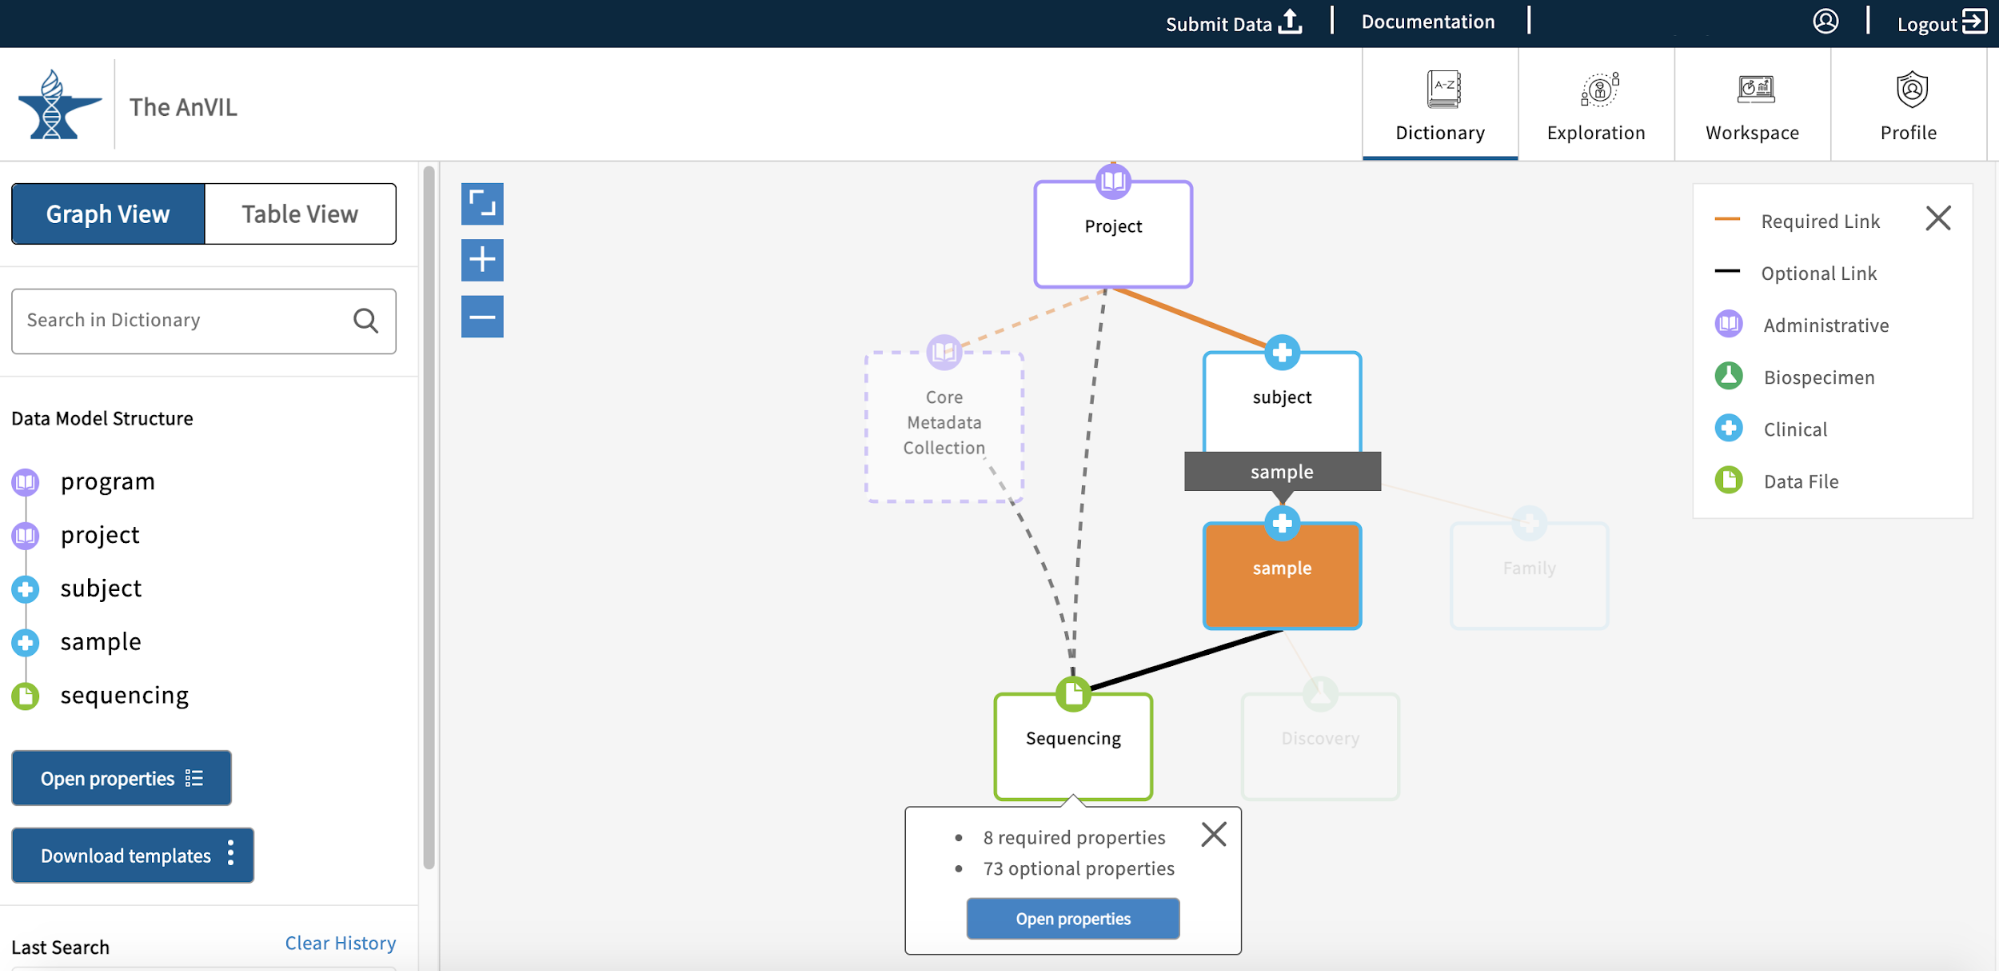 Submit Data
Documentation
Logout
The AnVIL
A-Z
Dictionary
Exploration
Workspace
Profile
Graph View
Table View
Search in Dictionary
Data Model Structure
program
project
subject
sample
sequencing
Open properties
Download templates
Last Search
Clear History
Project
Core
Metadata
Collection
subject
sample
sample
Family
Sequencing
Discovery
8 required properties
73 optional properties
Open properties
Required Link
Optional Link
Administrative
Biospecimen
Clinical
Data File